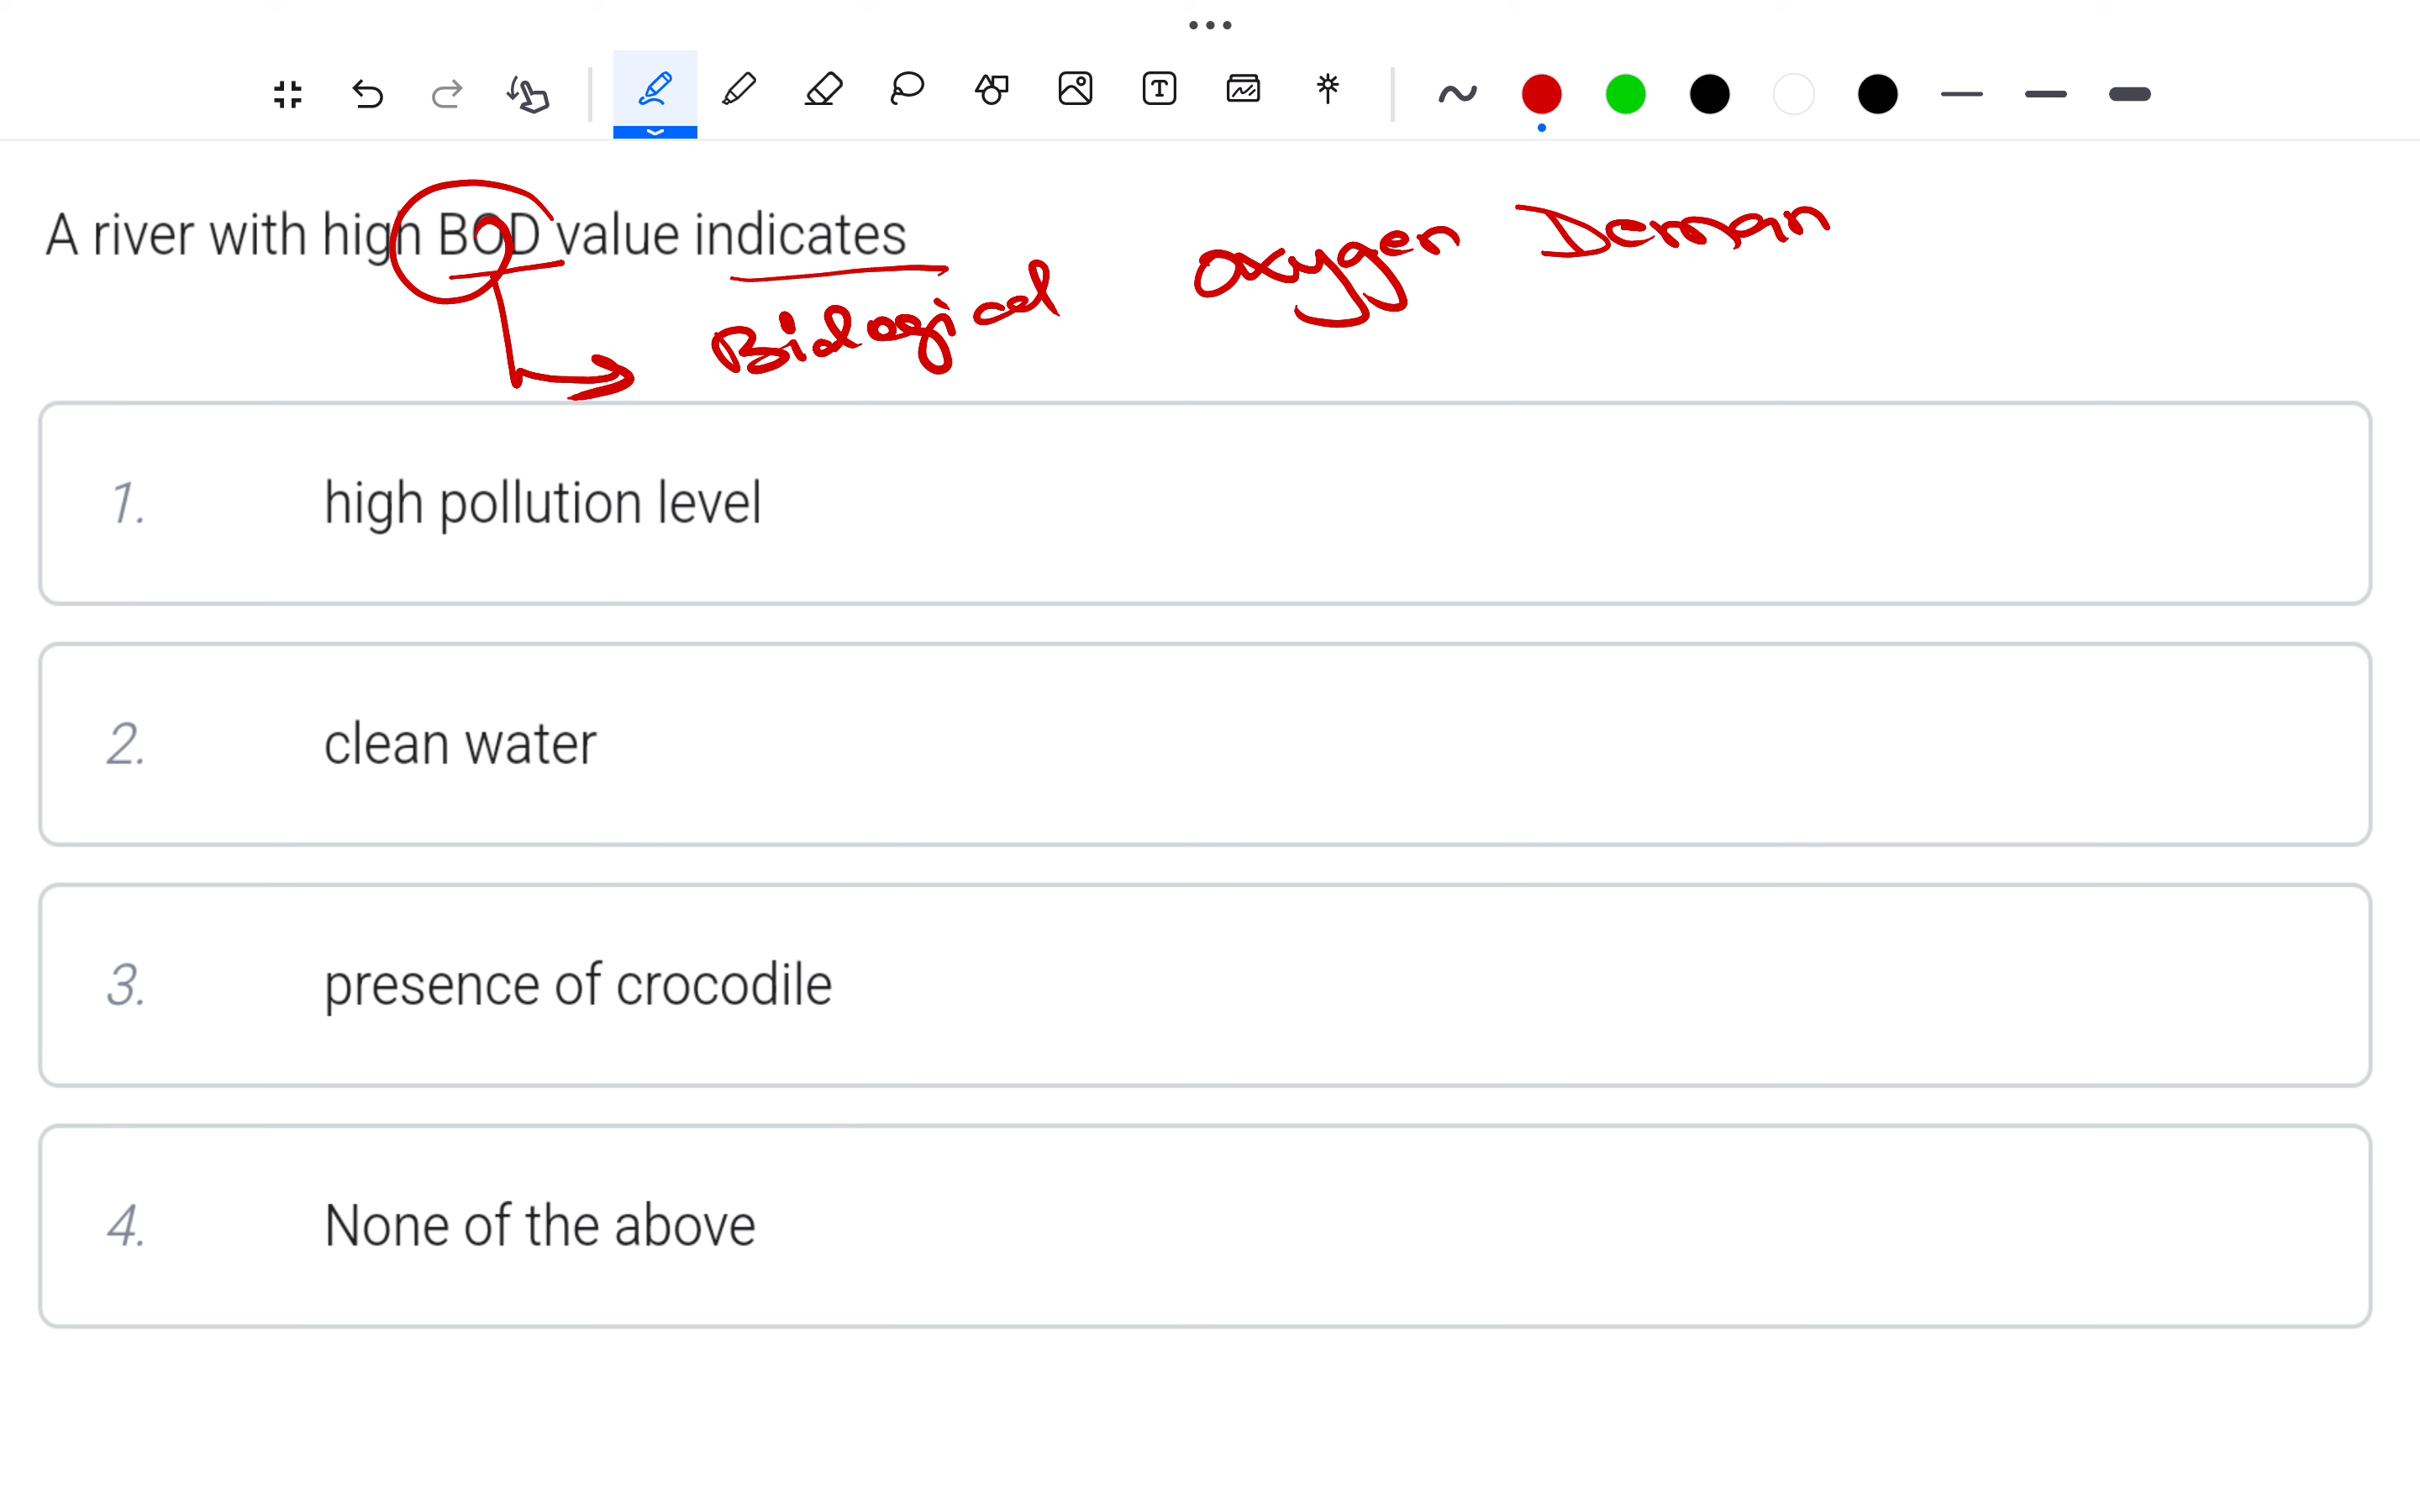 A river with high BOD value indicates
Biological Oxygen Deman
1. high pollution level
2. clean water
3. presence of crocodile
4. None of the above